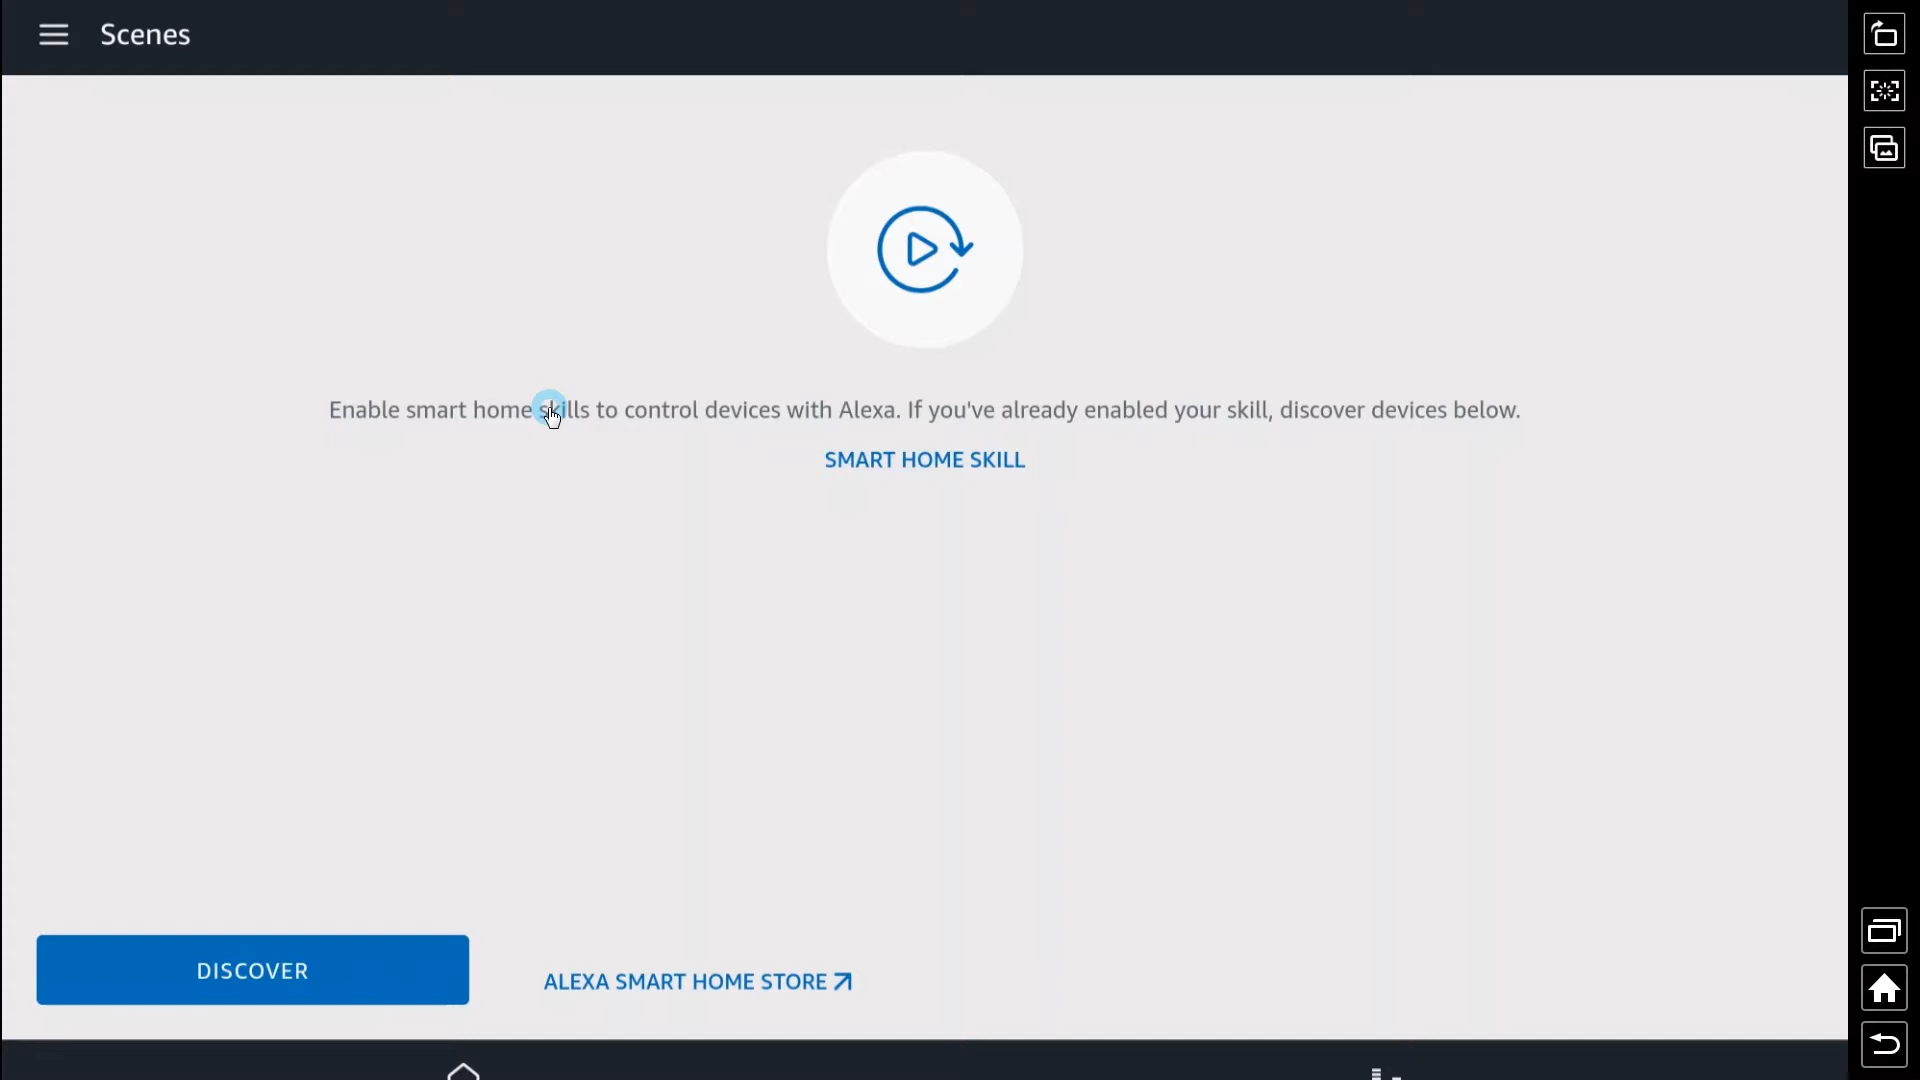 Scenes
Enable smart home skills to control devices with Alexa. If you've already enabled your skill, discover devices below.
SMART HOME SKILL
DISCOVER
ALEXA SMART HOME STORE